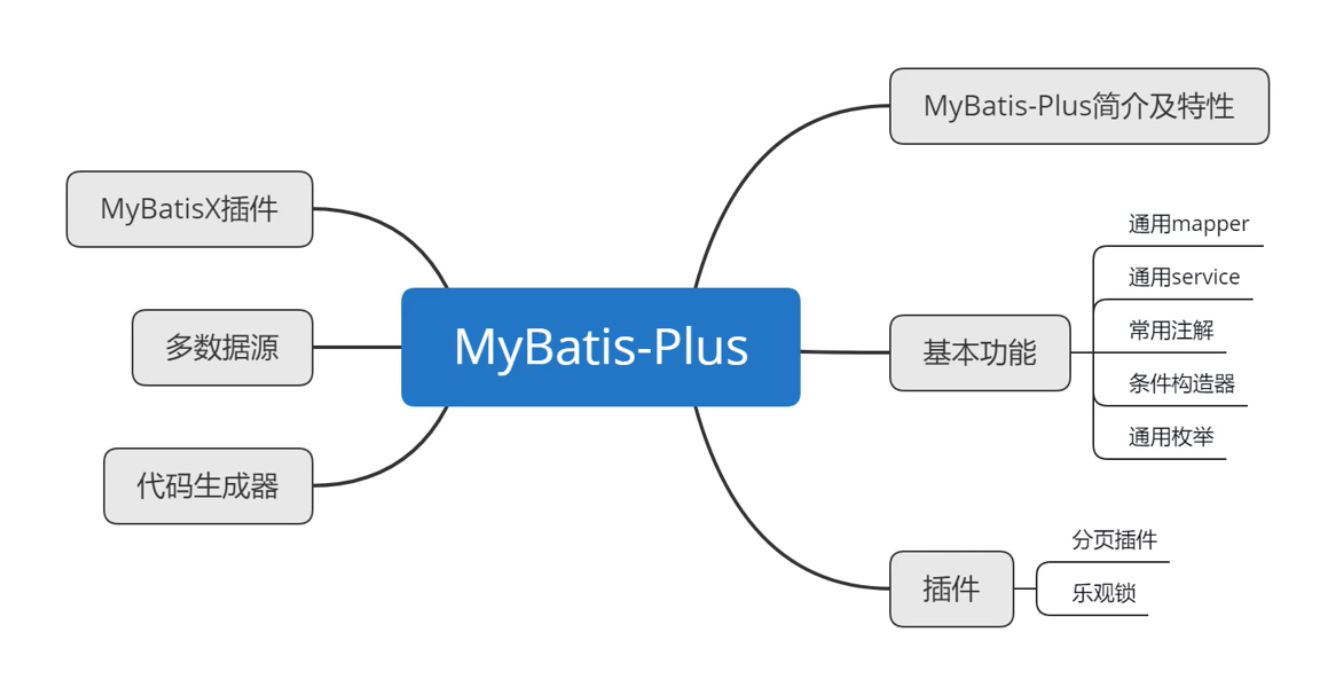 MyBatis-Plus
MyBatis-Plus简介及特性
基本功能
通用mapper
通用service
常用注解
条件构造器
通用枚举
插件
分页插件
乐观锁
MyBatisX插件
多数据源
代码生成器